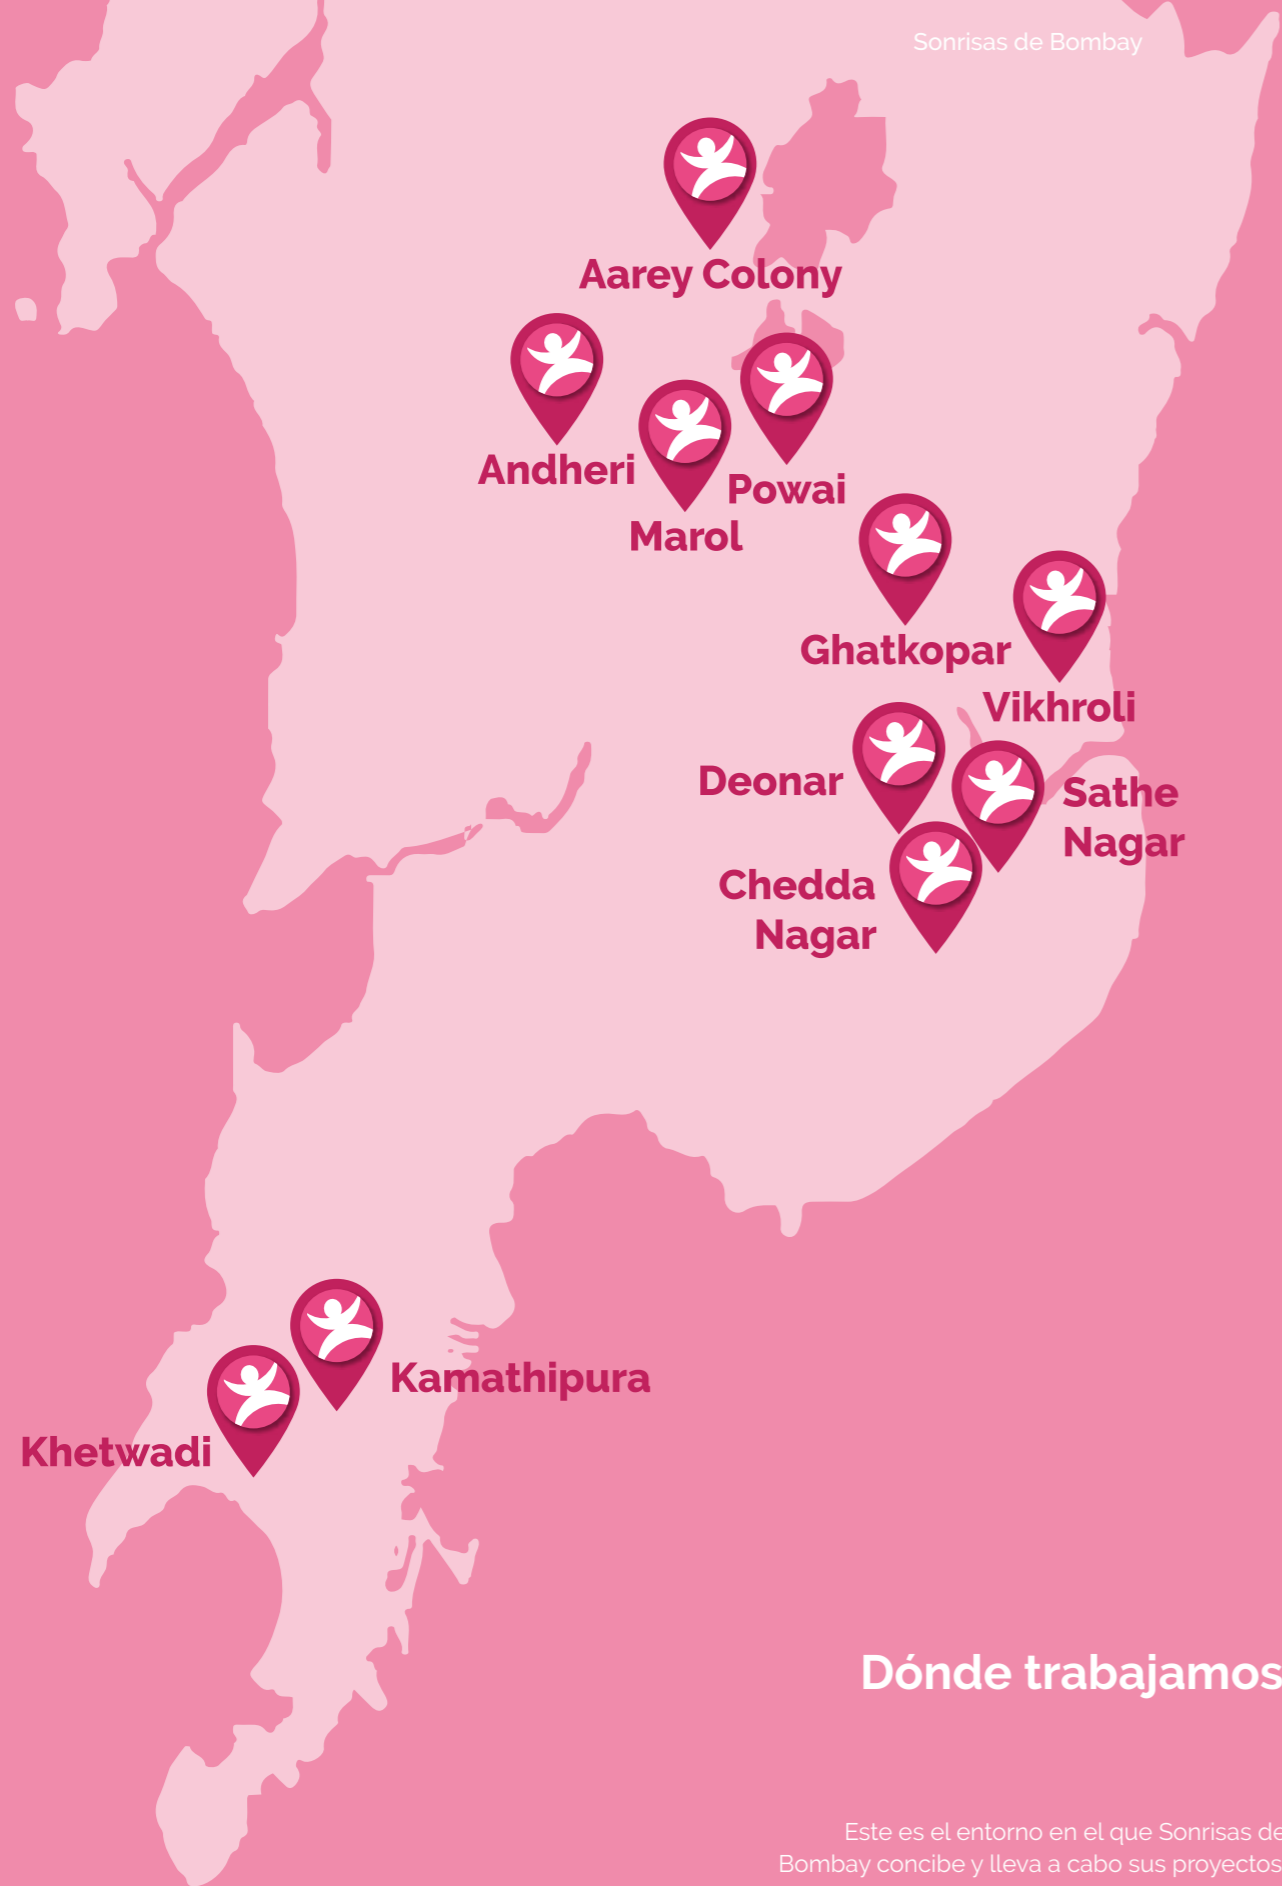 Sonrisas de Bombay
Aarey Colony
Andheri
Powai
Marol
Ghatkopar
Vikhroli
Deonar
Sathe
Nagar
Chedda
Nagar
Kamathipura
Khetwadi
Dónde trabajamos
Este es el entorno en el que Sonrisas de
Bombay concibe y lleva a cabo sus proyectos